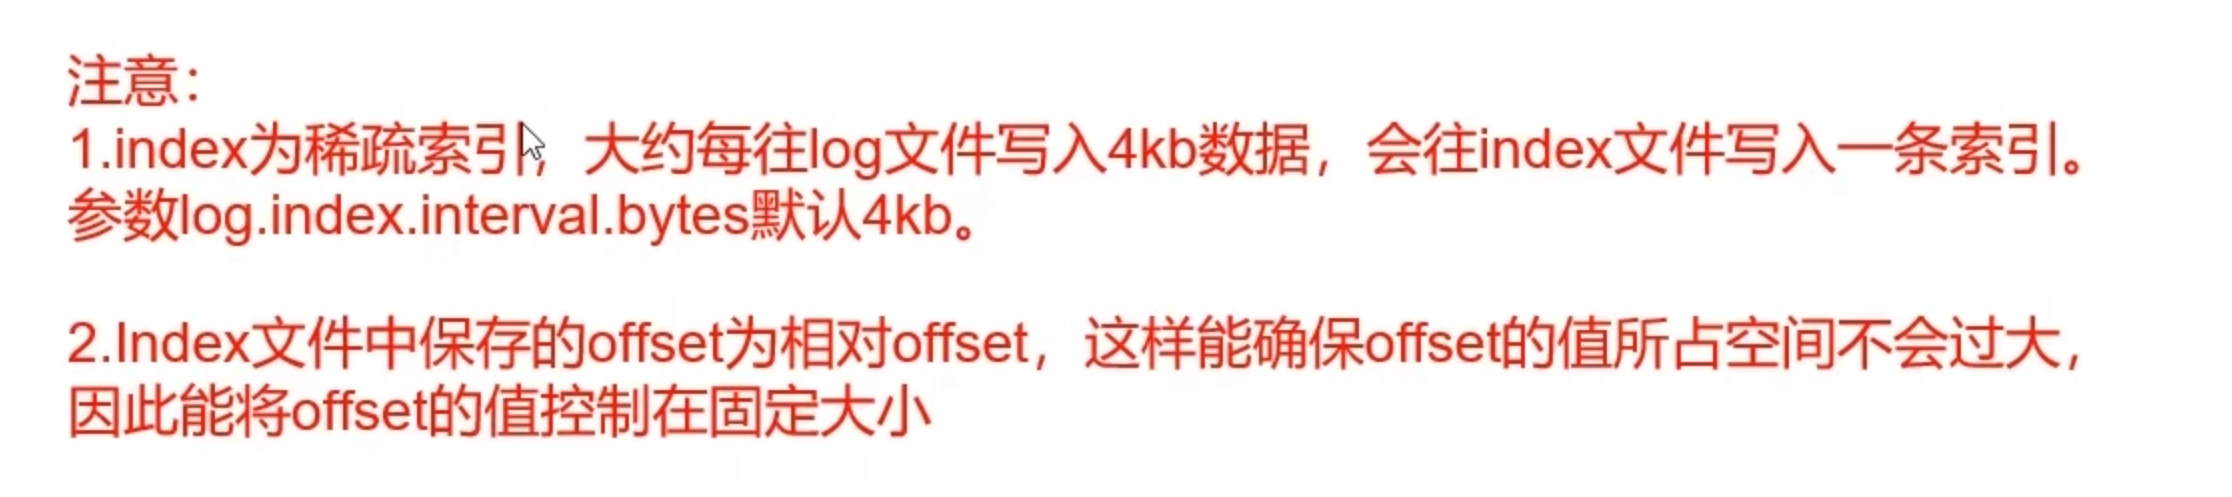 注意：
1.index为稀疏索引，大约每往log文件写入4kb数据，会往index文件写入一条索引。
参数log.index.interval.bytes默认4kb。
2.Index文件中保存的offset为相对offset，这样能确保offset的值所占空间不会过大，
因此能将offset的值控制在固定大小